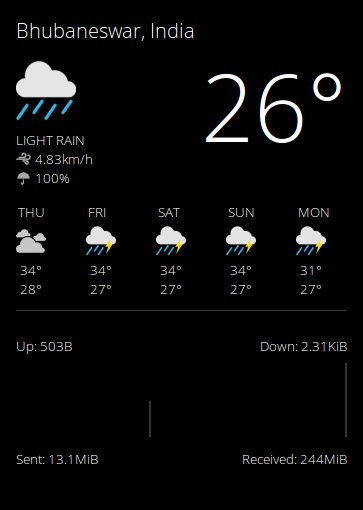 Bhubaneswar, India
26°
LIGHT RAIN
4.83km/h
100%
THU FRI SAT SUN MON
34° 34° 34° 34° 31°
28° 27° 27° 27° 27°
Up: 503B Down: 2.31KiB
Sent: 13.1MiB Received: 244MiB